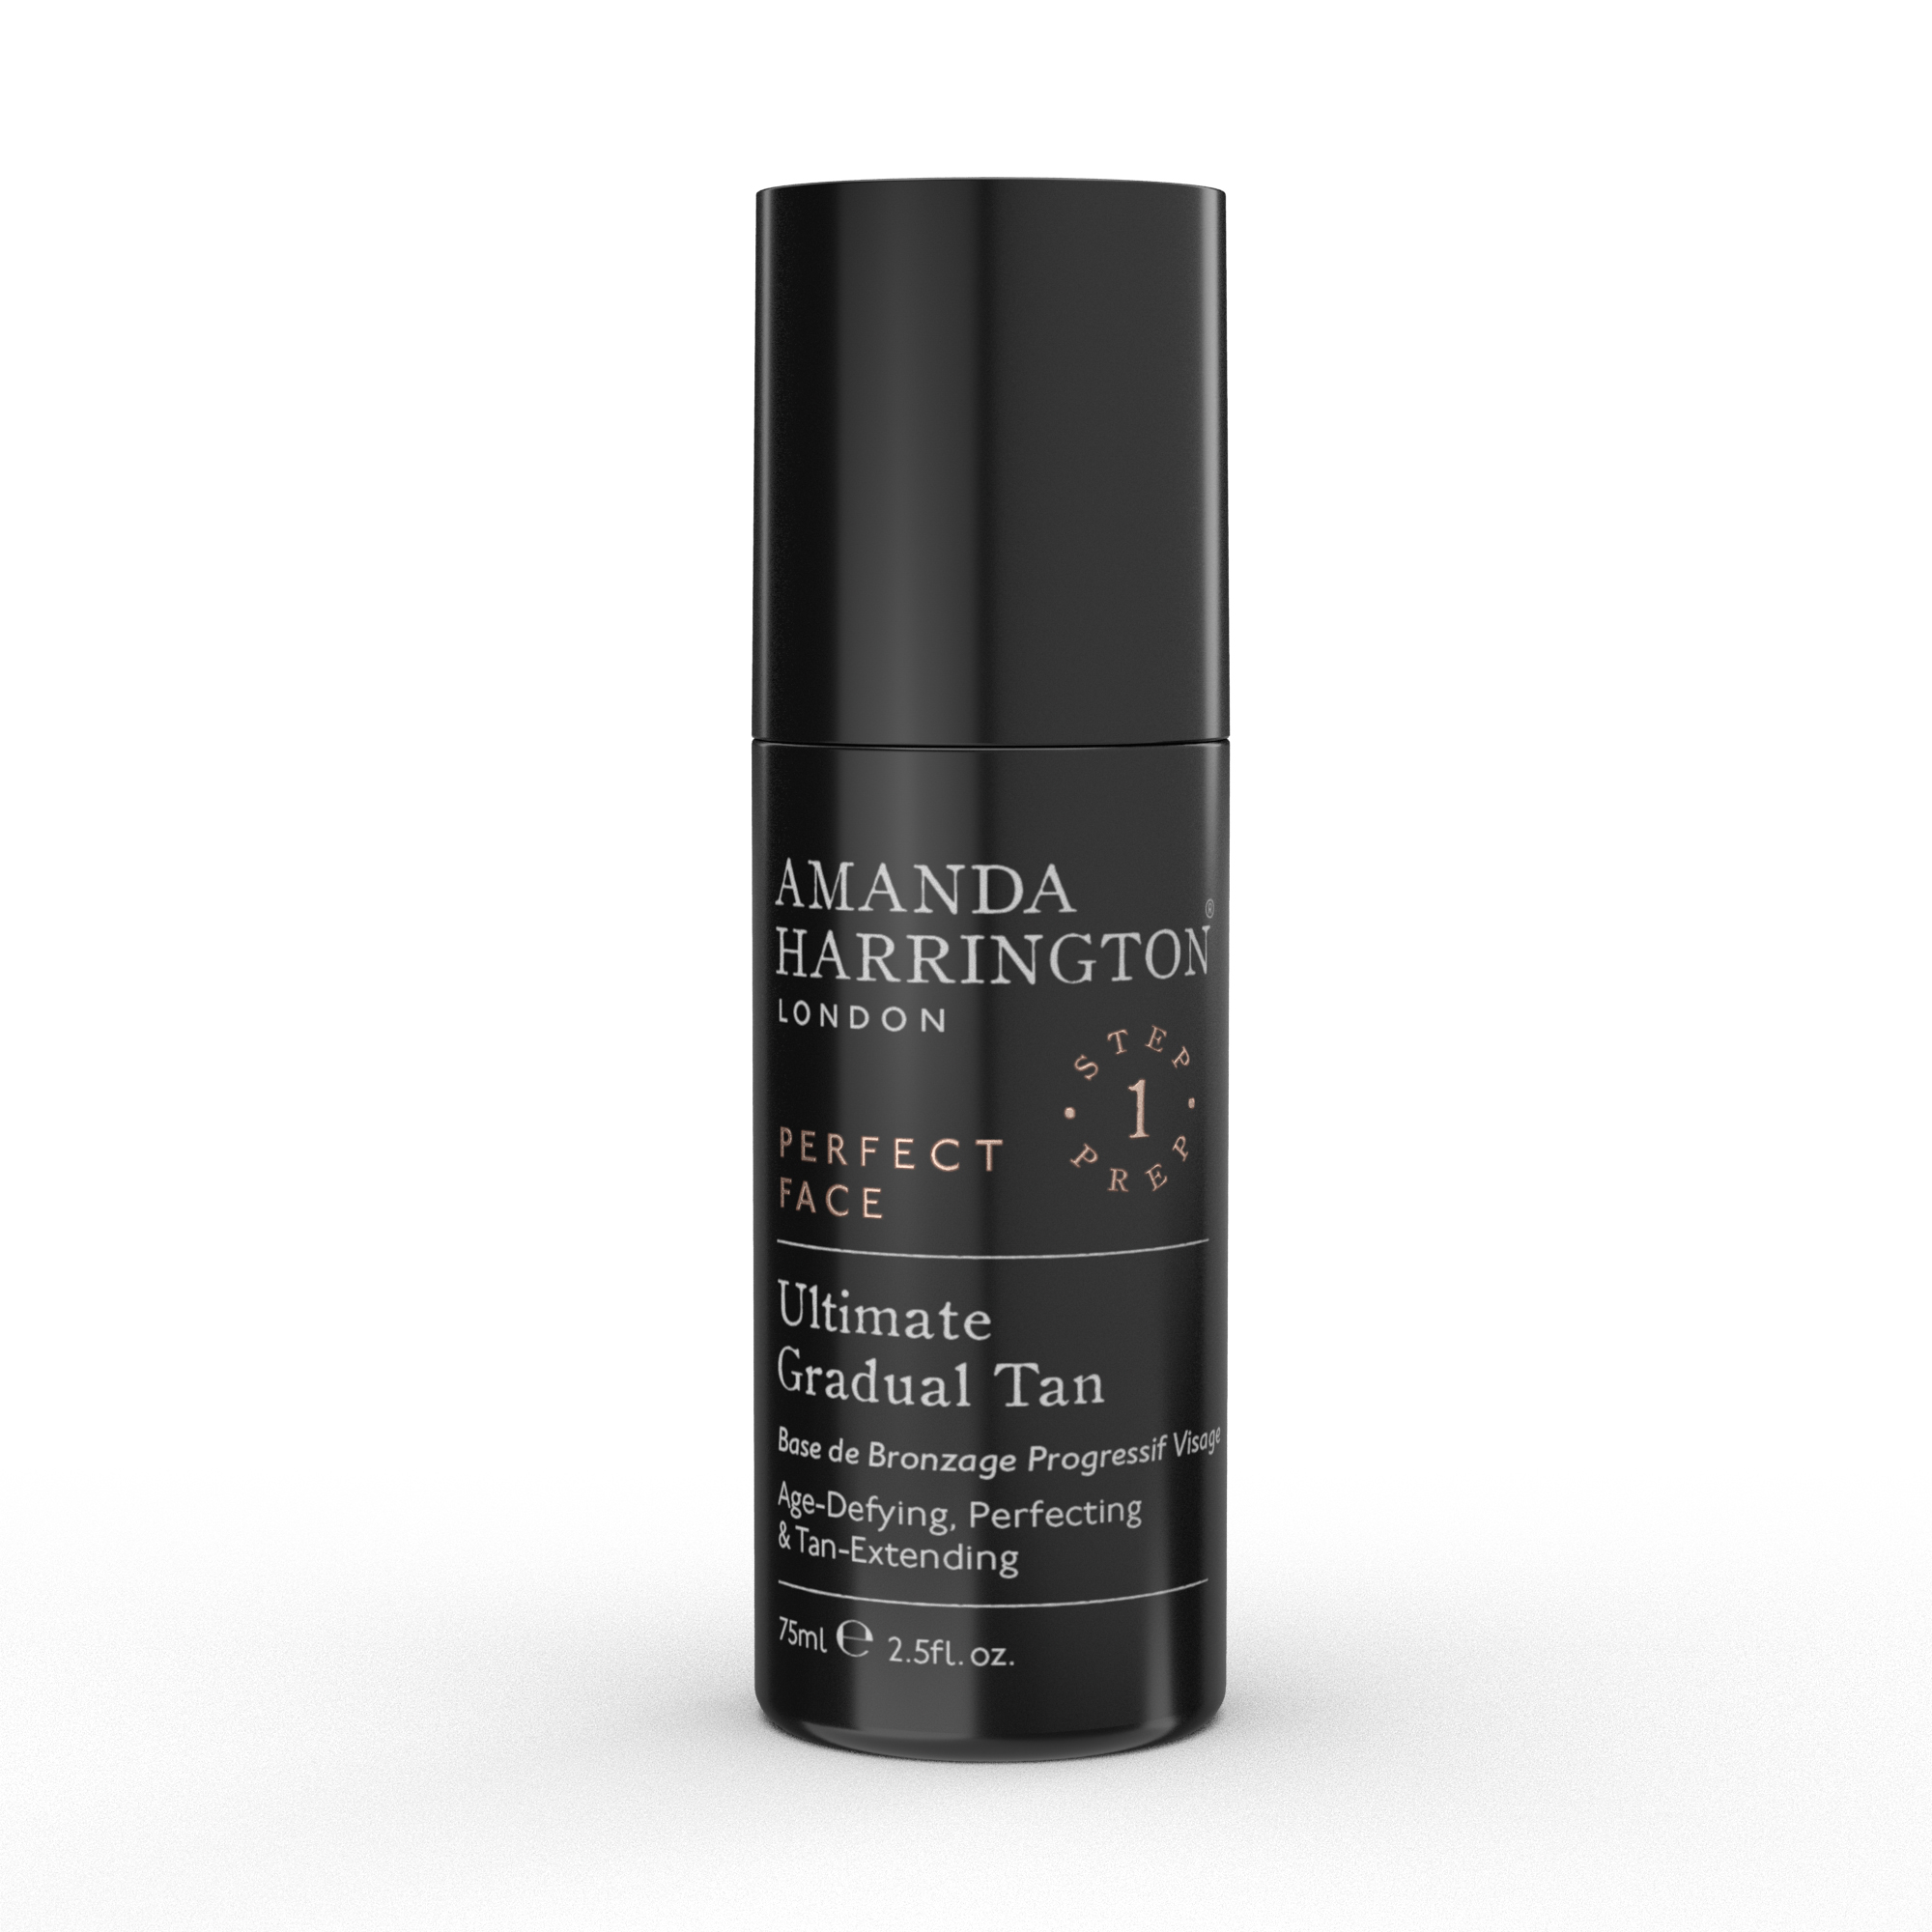 AMANDA
HARRINGTON®
LONDON
STEP
1
PREP
PERFECT
FACE
Ultimate
Gradual Tan
Base de Bronzage Progressif Visage
Age-Defying, Perfecting
& Tan-Extending
75ml ℮ 2.5fl. oz.